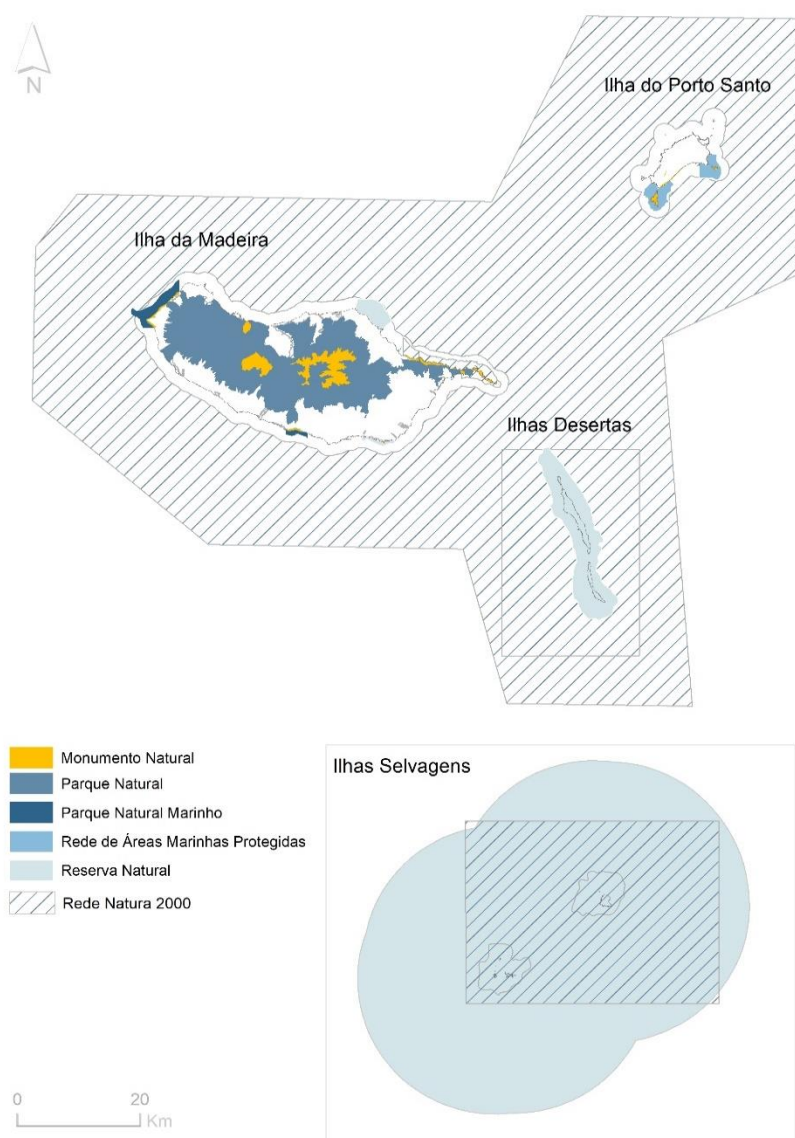 N
Ilha do Porto Santo
Ilha da Madeira
Ilhas Desertas
Monumento Natural
Parque Natural
Parque Natural Marinho
Rede de Áreas Marinhas Protegidas
Reserva Natural
Rede Natura 2000
Ilhas Selvagens
0 20
Km